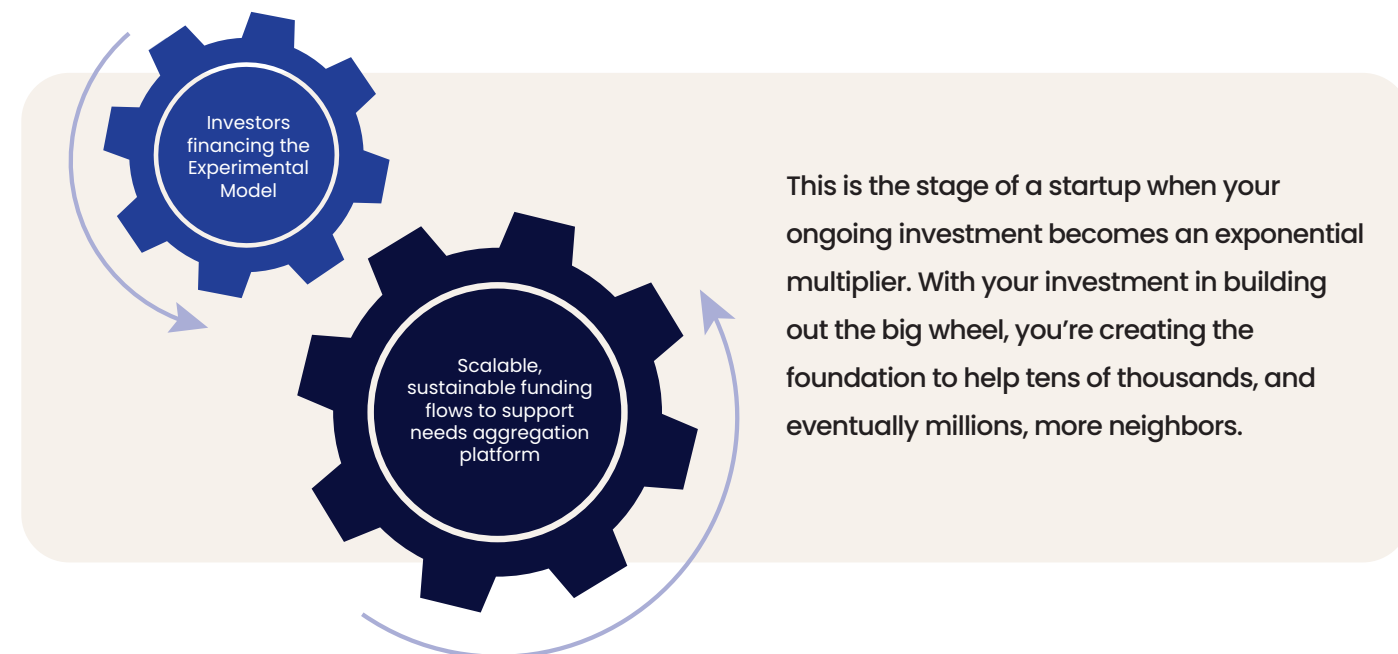 Investors
financing the
Experimental
Model
Scalable,
sustainable funding
flows to support
needs aggregation
platform
This is the stage of a startup when your
ongoing investment becomes an exponential
multiplier. With your investment in building
out the big wheel, you’re creating the
foundation to help tens of thousands, and
eventually millions, more neighbors.